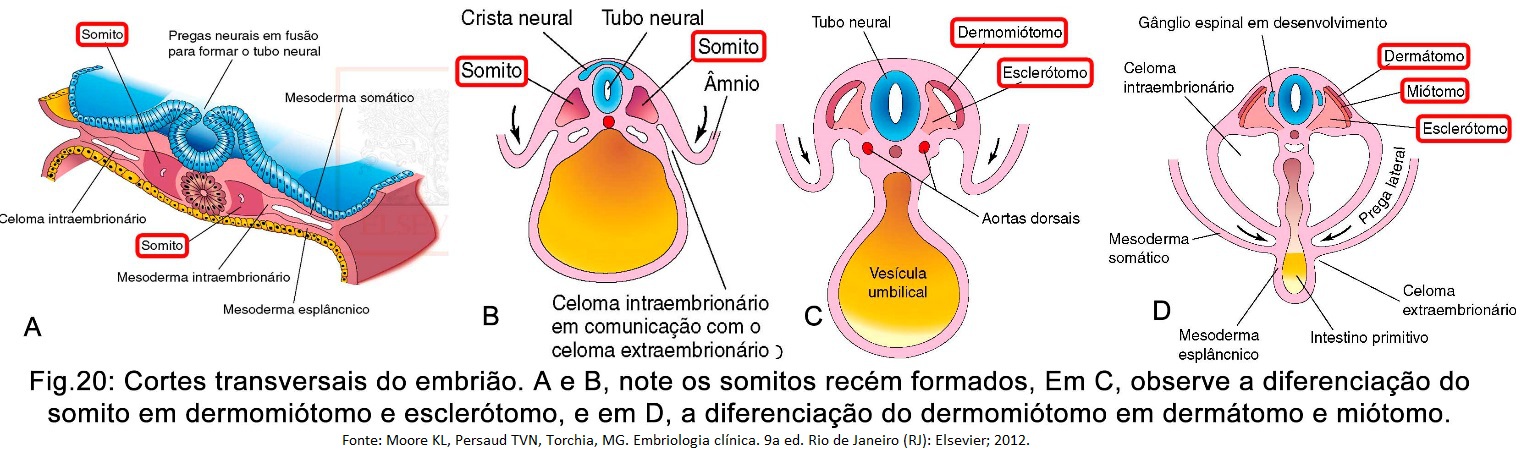 Somito
Pregas neurais em fusão
para formar o tubo neural
Mesoderma somático
Celoma intraembrionário
Somito
Mesoderma intraembrionário
Mesoderma esplâncnico
A
Crista neural
Tubo neural
Somito
Somito
Âmnio
Celoma intraembrionário
em comunicação com o
celoma extraembrionário )
B
Tubo neural
Dermomiótomo
Esclerótomo
Aortas dorsais
Vesícula
umbilical
C
Gânglio espinal em desenvolvimento
Celoma
intraembrionário
Dermátomo
Miótomo
Esclerótomo
Prega lateral
Mesoderma
somático
Celoma
extraembrionário
Mesoderma
esplâncnico
Intestino primitivo
D
Fig.20: Cortes transversais do embrião. A e B, note os somitos recém formados, Em C, observe a diferenciação do
somito em dermomiótomo e esclerótomo, e em D, a diferenciação do dermomiótomo em dermátomo e miótomo.
Fonte: Moore KL, Persaud TVN, Torchia, MG. Embriologia clínica. 9a ed. Rio de Janeiro (RJ): Elsevier; 2012.